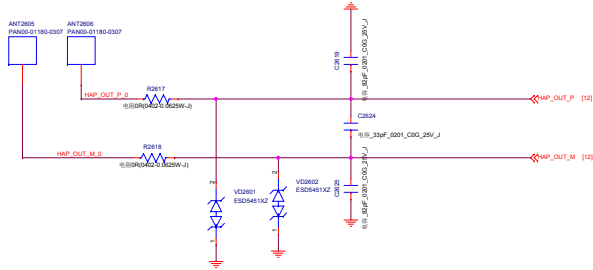 ANT2605
PAN00-01180-0307
ANT2606
PAN00-01180-0307
C2619
电容_82pF_0201_C0G_25V_J
HAP_OUT_P_0
R2617
电阻0R(0402-0.0625W-J)
HAP_OUT_P [12]
C2624
电容_33pF_0201_C0G_25V_J
HAP_OUT_M_0
R2618
电阻0R(0402-0.0625W-J)
HAP_OUT_M [12]
2
VD2601
ESD5451XZ
1
2
VD2602
ESD5451XZ
1
C2625
电容_82pF_0201_C0G_25V_J